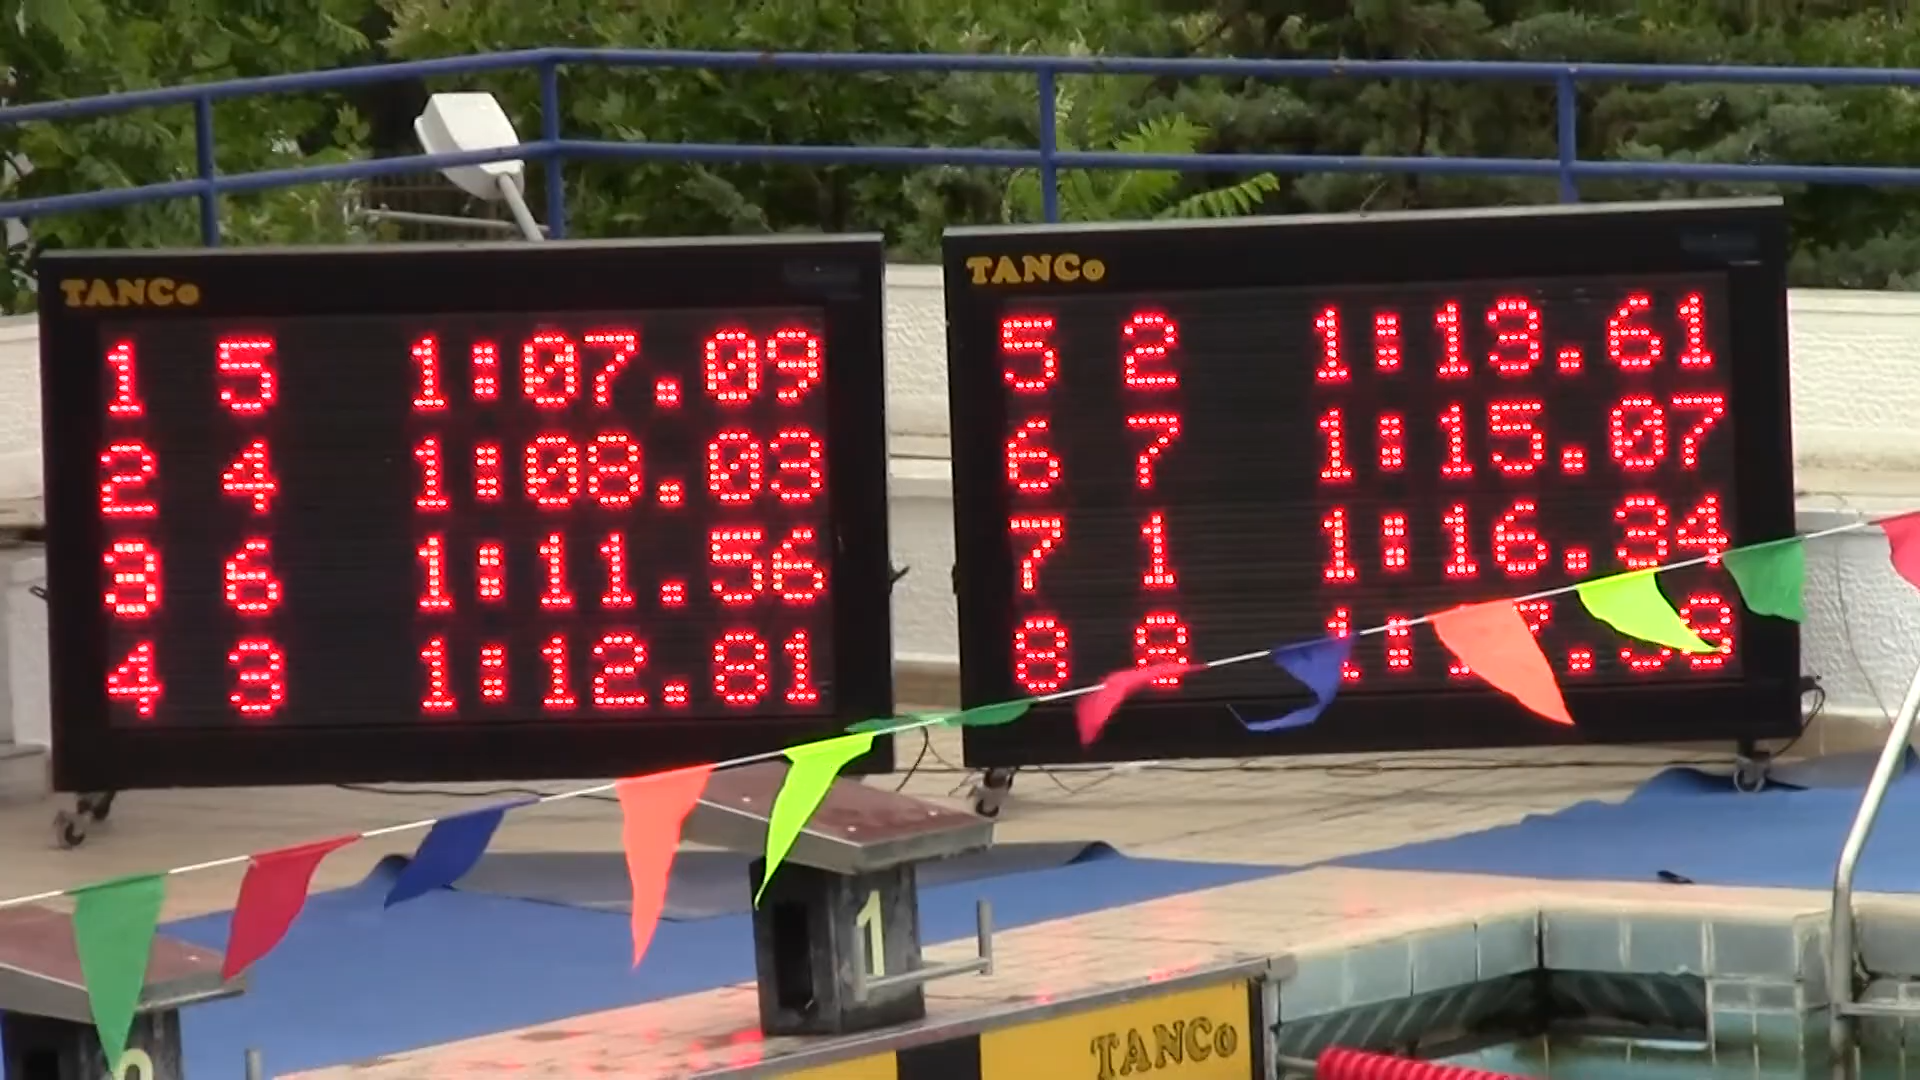 TANCo
1 5 1:07.09
2 4 1:08.03
3 6 1:11.56
4 3 1:12.81
TANCo
5 2 1:13.61
6 7 1:15.07
7 1 1:16.34
8 8
1
TANCo